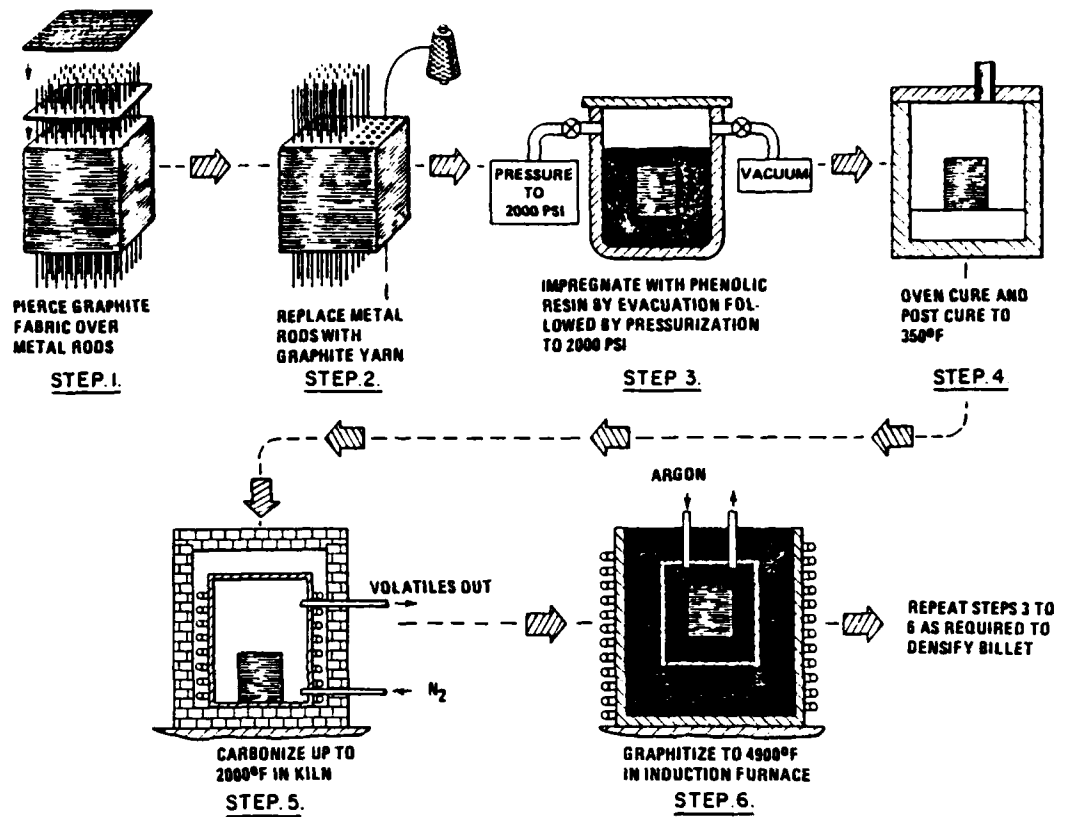 PIERCE GRAPHITE
FABRIC OVER
METAL RODS
STEP.1.
REPLACE METAL
RODS WITH
GRAPHITE YARN
STEP.2.
PRESSURE
TO
2000 PSI
VACUUM
IMPREGNATE WITH PHENOLIC
RESIN BY EVACUATION FOL-
LOWED BY PRESSURIZATION
TO 2000 PSI
STEP 3.
OVEN CURE AND
POST CURE TO
350°F
STEP.4.
VOLATILES OUT
N2
CARBONIZE UP TO
2000°F IN KILN
STEP.5.
ARGON
GRAPHITIZE TO 4900°F
IN INDUCTION FURNACE
STEP.6.
REPEAT STEPS 3 TO
6 AS REQUIRED TO
DENSIFY BILLET